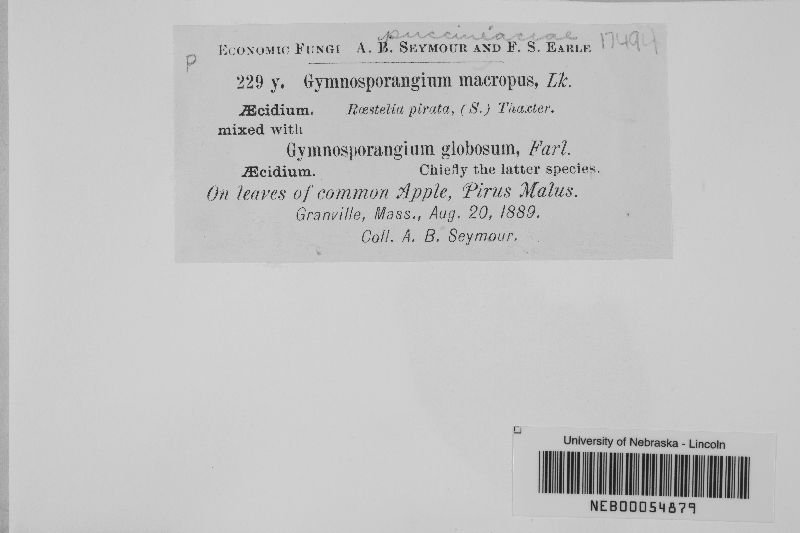 pucciniaceae
P
Economic Fungi A. B. Seymour and F. S. Earle 17494
229 y. Gymnosporangium macropus, Lk.
Æcidium. Rœstelia pirata, (S.) Thaxter.
mixed with
Gymnosporangium globosum, Farl.
Æcidium. Chiefly the latter species.
On leaves of common Apple, Pirus Malus.
Granville, Mass., Aug. 20, 1889.
Coll. A. B. Seymour.
University of Nebraska - Lincoln
NEB00054879